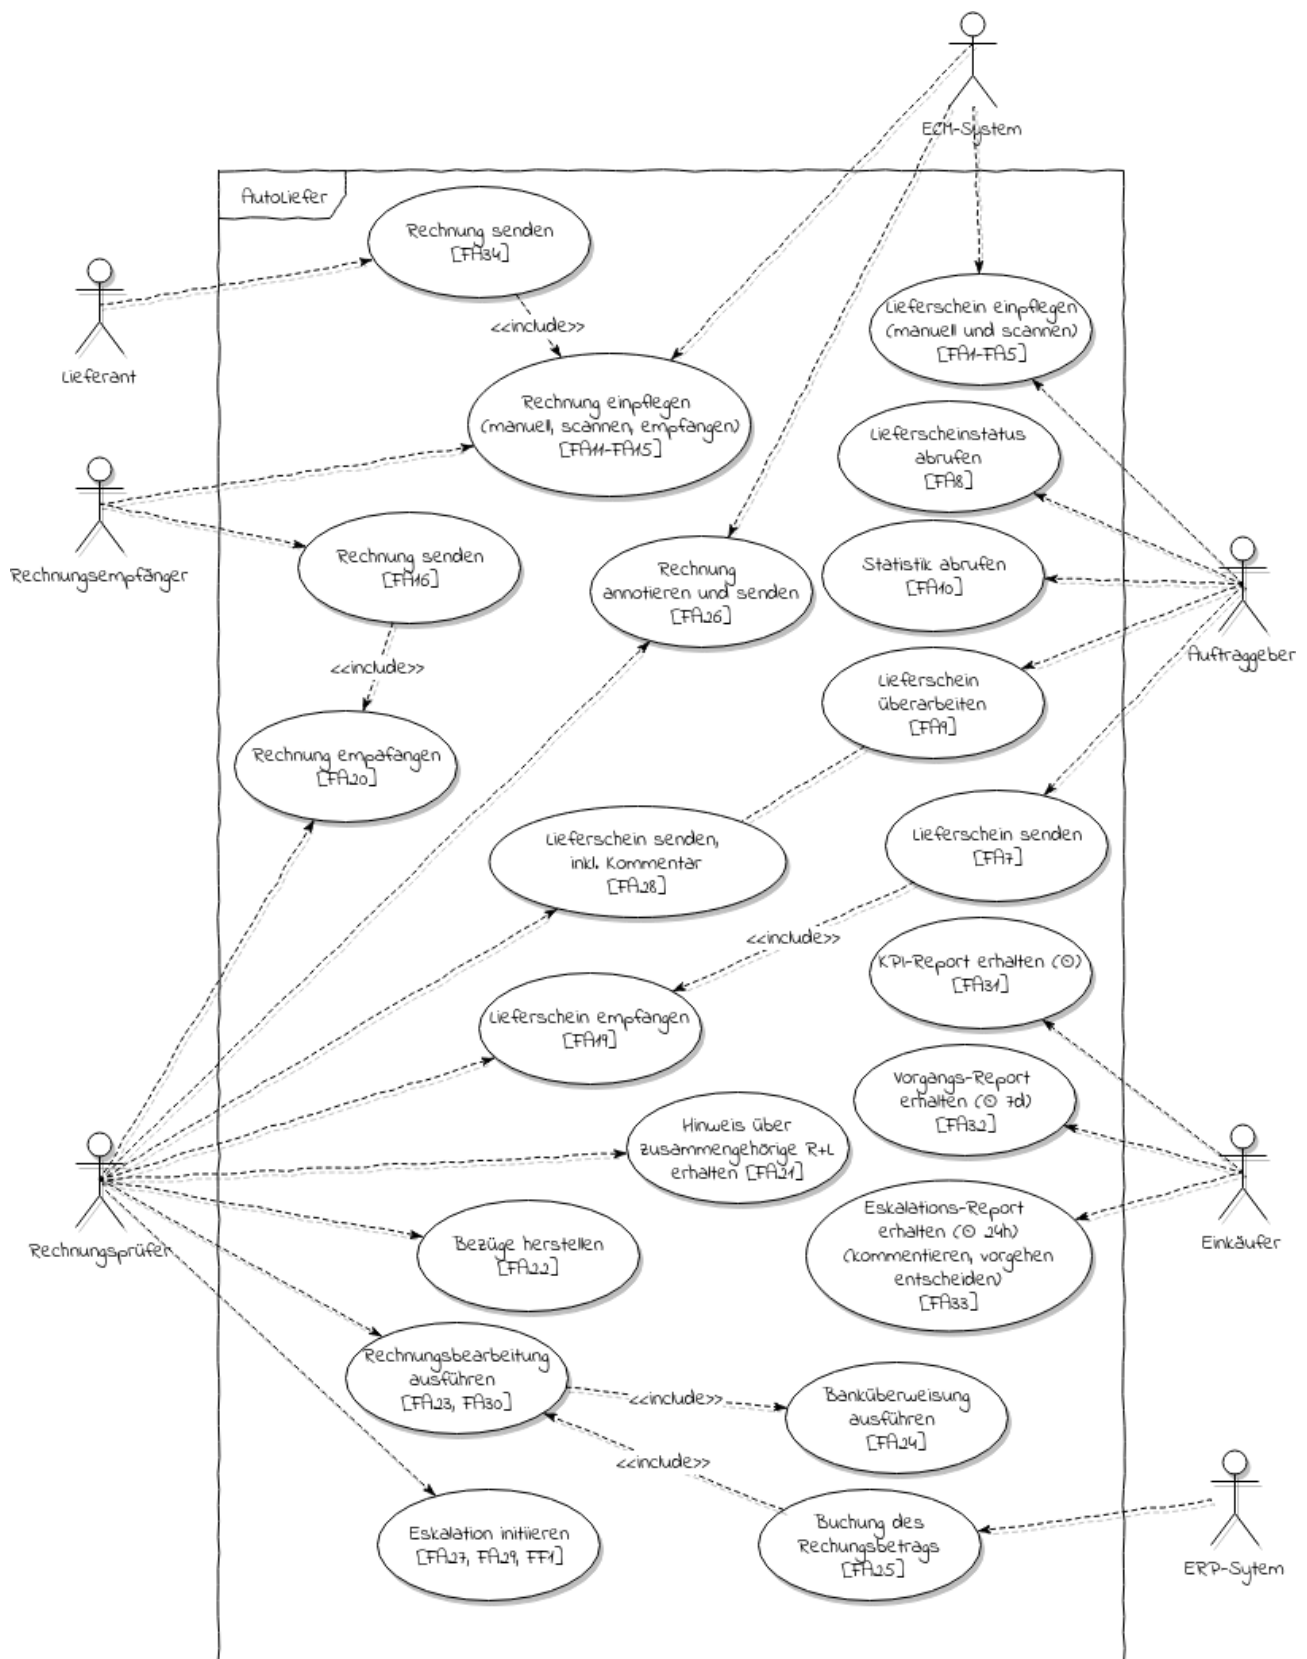 ECM-System
AutoLiefer
Rechnung senden
[FA34]
Lieferant
<<include>>
Lieferschein einpflegen
(manuell und scannen)
[FA1-FA5]
Rechnung einpflegen
(manuell, scannen, empfangen)
[FA11-FA15]
Lieferscheinstatus
abrufen
[FA8]
Rechnungsempfänger
Rechnung senden
[FA16]
Rechnung
annotieren und senden
[FA26]
Statistik abrufen
[FA10]
Auftraggeber
<<include>>
Lieferschein
überarbeiten
[FA9]
Rechnung empafangen
[FA20]
Lieferschein senden,
inkl. Kommentar
[FA28]
Lieferschein senden
[FA7]
<<include>>
KPI-Report erhalten (⏲)
[FA31]
Lieferschein empfangen
[FA19]
Vorgangs-Report
erhalten (⏲ 7d)
[FA32]
Hinweis über
zusammengehörige R+L
erhalten [FA21]
Rechnungsprüfer
Bezüge herstellen
[FA22]
Eskalations-Report
erhalten (⏲ 24h)
(kommentieren, vorgehen
entscheiden)
[FA33]
Einkäufer
Rechnungsbearbeitung
ausführen
[FA23, FA30]
<<include>>
Banküberweisung
ausführen
[FA24]
<<include>>
Eskalation initiieren
[FA27, FA29, FF1]
Buchung des
Rechungsbetrags
[FA25]
ERP-Sytem